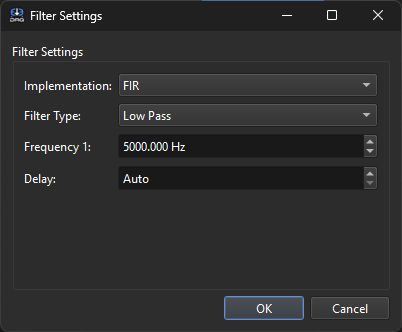 DAQ
Filter Settings
Filter Settings
Implementation: FIR
Filter Type: Low Pass
Frequency 1: 5000.000 Hz
Delay: Auto
OK Cancel